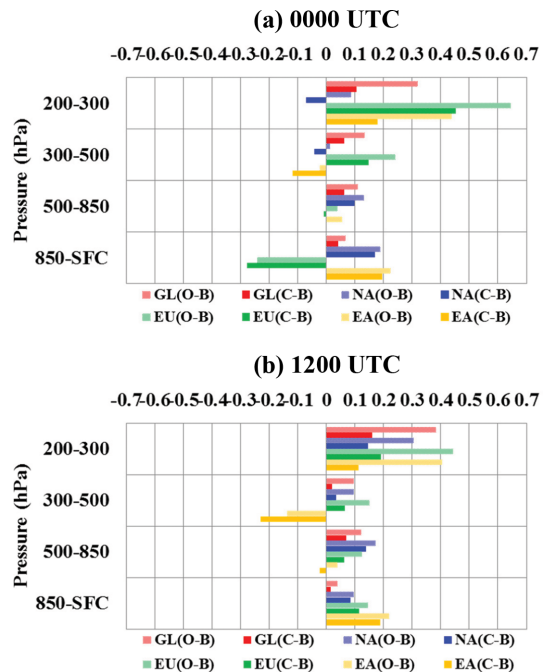 (a) 0000 UTC
-0.7 -0.6 -0.5 -0.4 -0.3 -0.2 -0.1 0 0.1 0.2 0.3 0.4 0.5 0.6 0.7
Pressure (hPa)
200-300
300-500
500-850
850-SFC
GL(O-B) GL(C-B) NA(O-B) NA(C-B)
EU(O-B) EU(C-B) EA(O-B) EA(C-B)
(b) 1200 UTC
-0.7 -0.6 -0.5 -0.4 -0.3 -0.2 -0.1 0 0.1 0.2 0.3 0.4 0.5 0.6 0.7
Pressure (hPa)
200-300
300-500
500-850
850-SFC
GL(O-B) GL(C-B) NA(O-B) NA(C-B)
EU(O-B) EU(C-B) EA(O-B) EA(C-B)